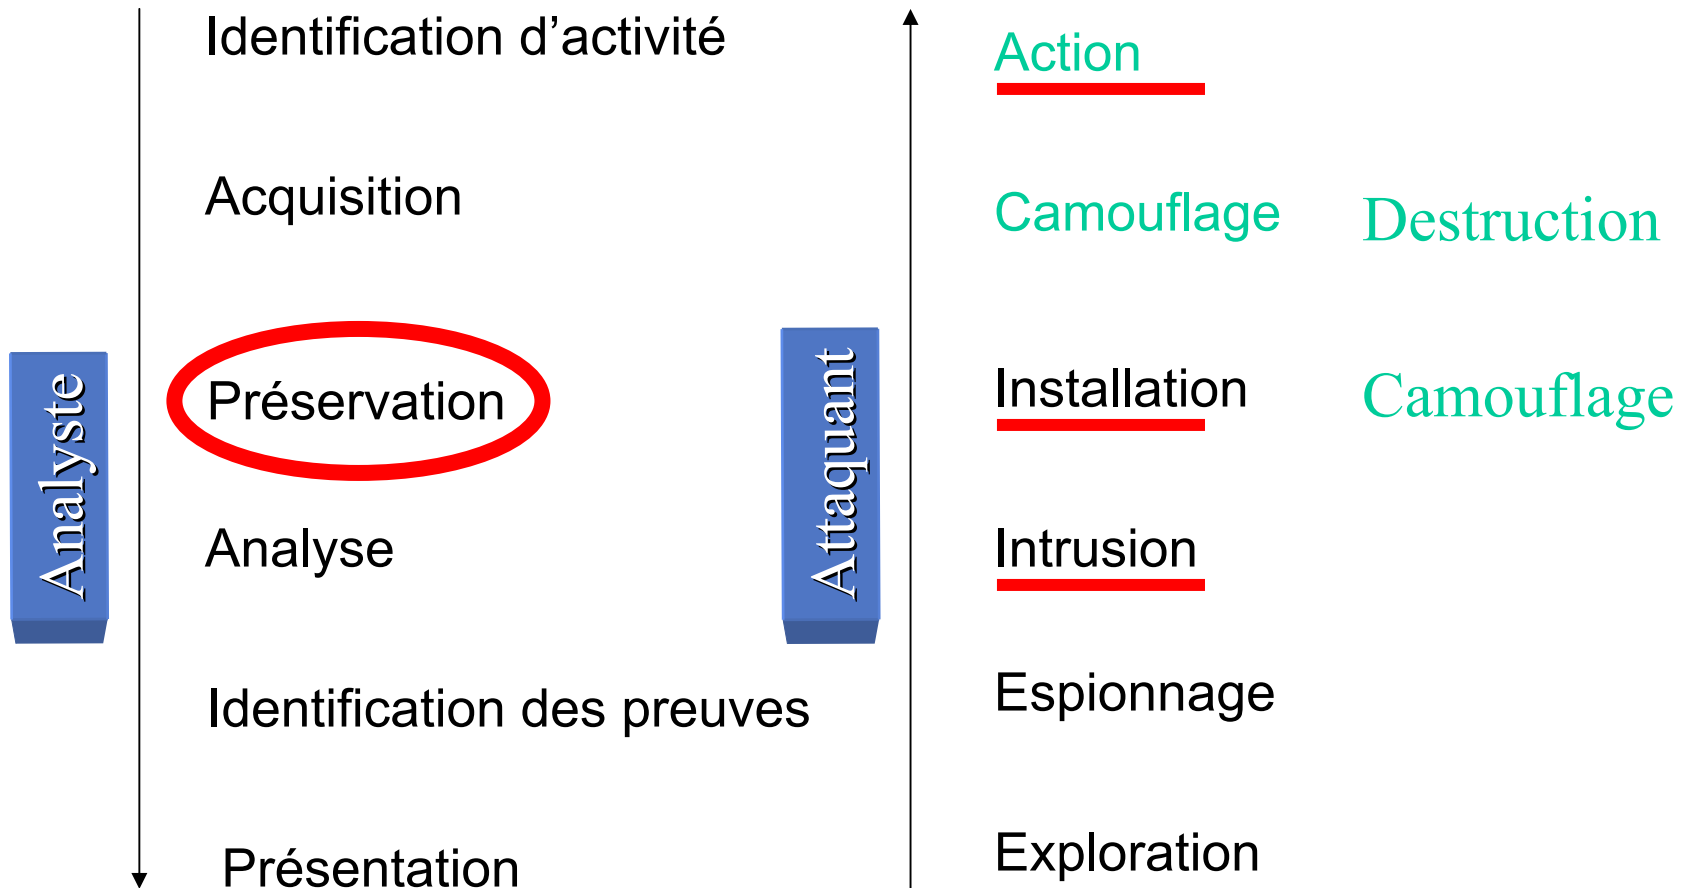 Analyste
Identification d’activité
Acquisition
Préservation
Analyse
Identification des preuves
Présentation
Attaquant
Action
Camouflage Destruction
Installation Camouflage
Intrusion
Espionnage
Exploration